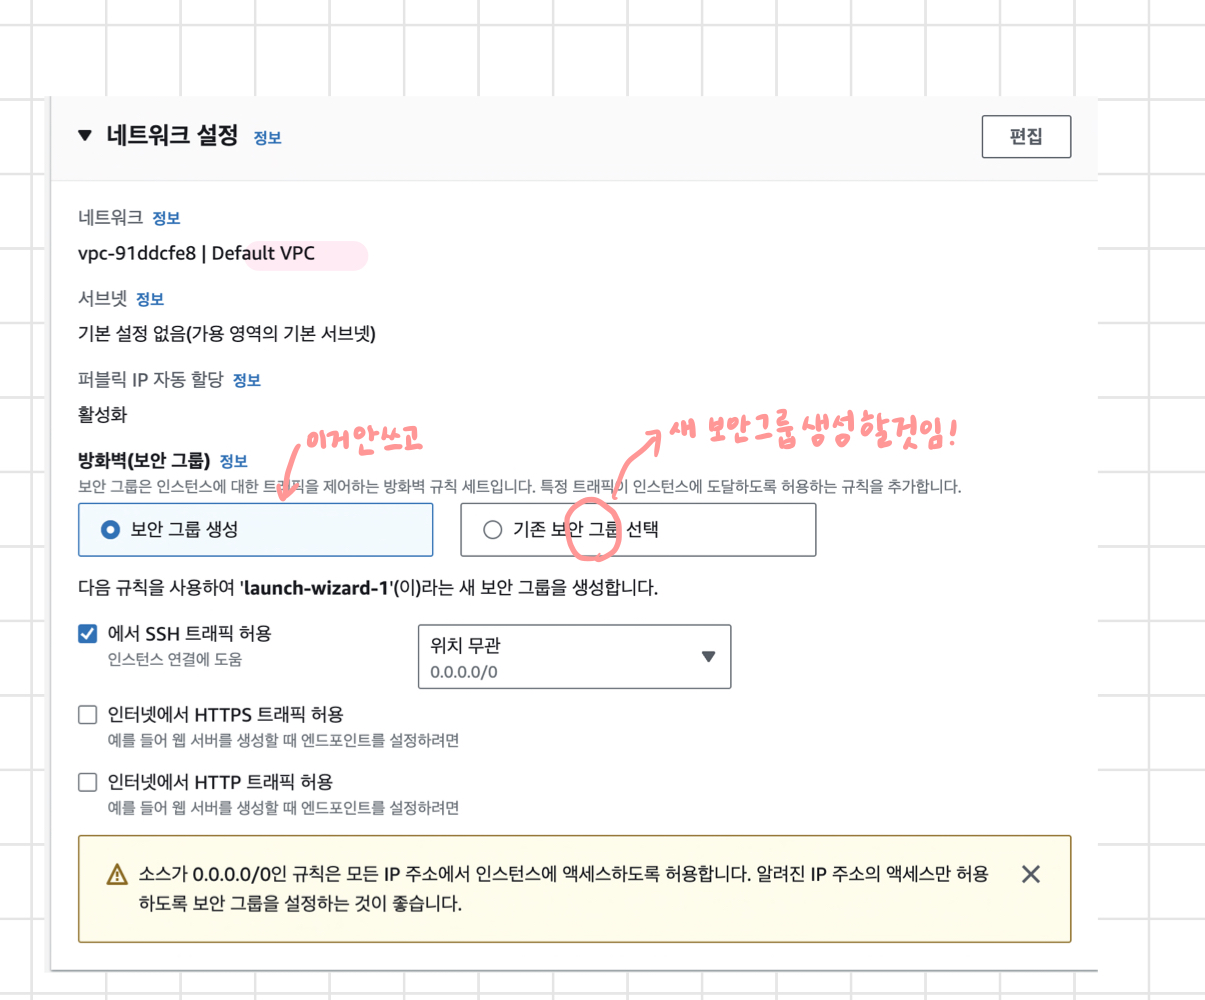 네트워크 설정 정보
편집
네트워크 정보
vpc-91ddcfe8 | Default VPC
서브넷 정보
기본 설정 없음(가용 영역의 기본 서브넷)
퍼블릭 IP 자동 할당 정보
활성화
이거안쓰고
새 보안그룹 생성할것임!
방화벽(보안 그룹) 정보
보안 그룹은 인스턴스에 대한 트래픽을 제어하는 방화벽 규칙 세트입니다. 특정 트래픽이 인스턴스에 도달하도록 허용하는 규칙을 추가합니다.
보안 그룹 생성
기존 보안 그룹 선택
다음 규칙을 사용하여 'launch-wizard-1'(이)라는 새 보안 그룹을 생성합니다.
에서 SSH 트래픽 허용
인스턴스 연결에 도움
위치 무관
0.0.0.0/0
인터넷에서 HTTPS 트래픽 허용
예를 들어 웹 서버를 생성할 때 엔드포인트를 설정하려면
인터넷에서 HTTP 트래픽 허용
예를 들어 웹 서버를 생성할 때 엔드포인트를 설정하려면
소스가 0.0.0.0/0인 규칙은 모든 IP 주소에서 인스턴스에 액세스하도록 허용합니다. 알려진 IP 주소의 액세스만 허용
하도록 보안 그룹을 설정하는 것이 좋습니다.